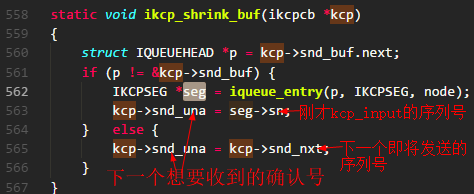 558 static void ikcp_shrink_buf(ikcpcb *kcp)
559 {
560 struct IQUEUEHEAD *p = kcp->snd_buf.next;
561 if (p != &kcp->snd_buf) {
562 IKCPSEG *seg = iqueue_entry(p, IKCPSEG, node);
563 kcp->snd_una = seg->sn; 刚才kcp_input的序列号
564 } else {
565 kcp->snd_una = kcp->snd_nxt; 下一个即将发送的序列号
566 }
下一个想要收到的确认号
567 }